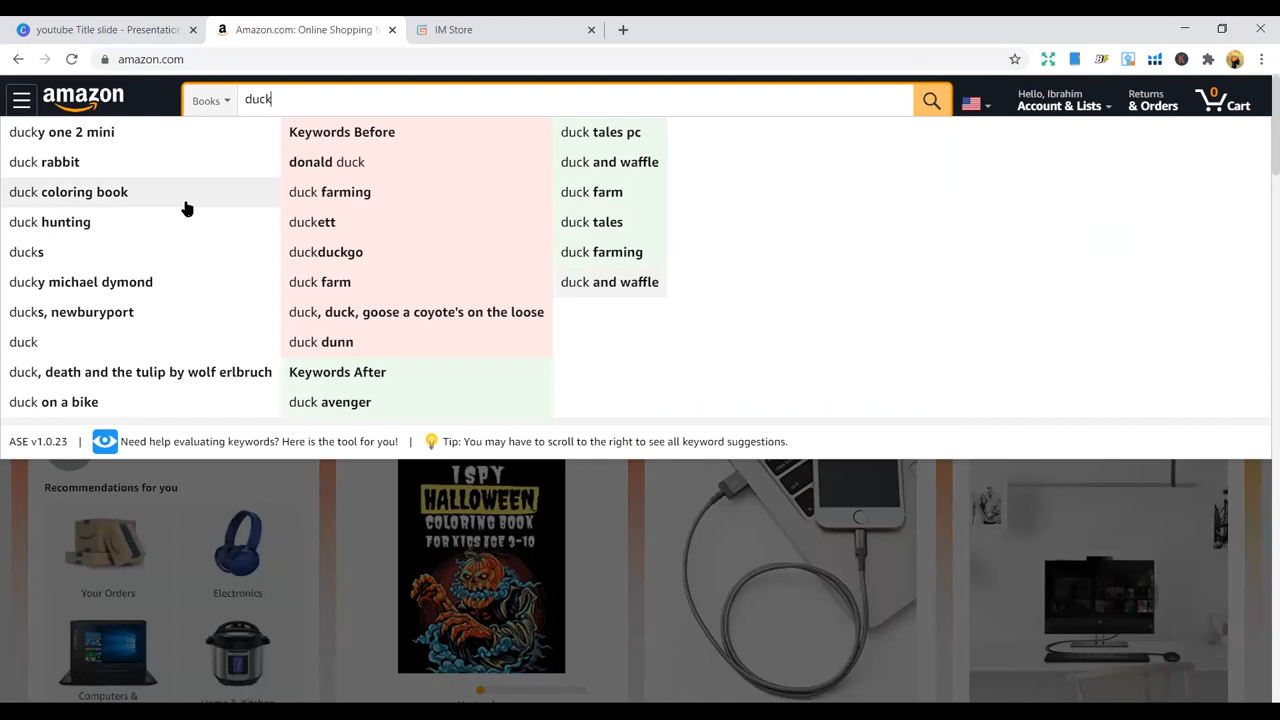 youtube Title slide - Presentation
Amazon.com: Online Shopping f
IM Store
amazon.com
amazon
Books
duck
Hello, Ibrahim
Account & Lists
Returns
& Orders
0
Cart
ducky one 2 mini
duck rabbit
duck coloring book
duck hunting
ducks
ducky michael dymond
ducks, newburyport
duck
duck, death and the tulip by wolf erlbruch
duck on a bike
Keywords Before
donald duck
duck farming
duckett
duckduckgo
duck farm
duck, duck, goose a coyote's on the loose
duck dunn
Keywords After
duck avenger
duck tales pc
duck and waffle
duck farm
duck tales
duck farming
duck and waffle
ASE v1.0.23 | Need help evaluating keywords? Here is the tool for you! | Tip: You may have to scroll to the right to see all keyword suggestions.
Recommendations for you
Your Orders
Electronics
Computers &
I SPY
HALLOWEEN
COLORING BOOK
FOR KIDS AGE 3-10